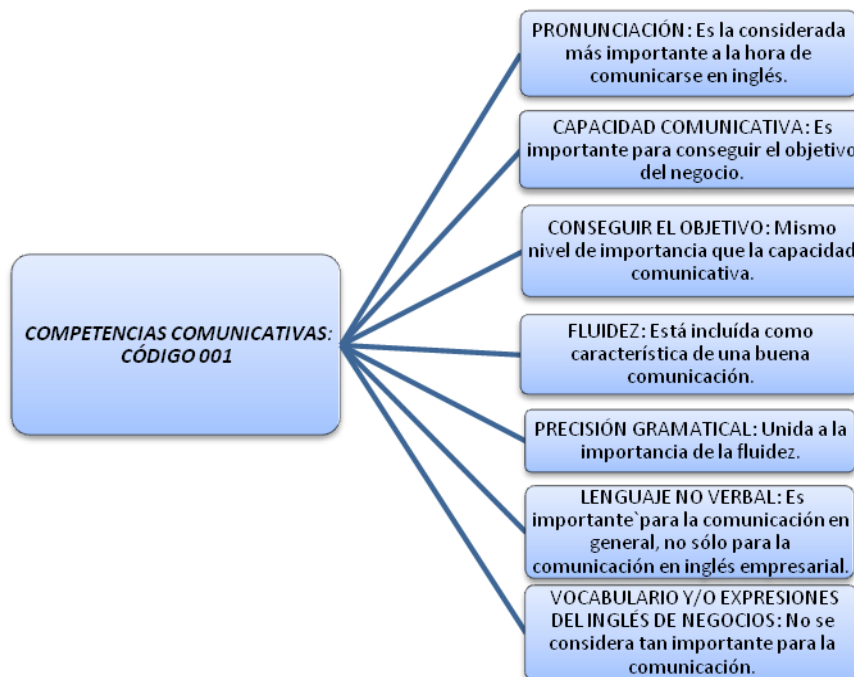 PRONUNCIACIÓN: Es la considerada
más importante a la hora de
comunicarse en inglés.
CAPACIDAD COMUNICATIVA: Es
importante para conseguir el objetivo
del negocio.
CONSEGUIR EL OBJETIVO: Mismo
nivel de importancia que la capacidad
comunicativa.
COMPETENCIAS COMUNICATIVAS:
CÓDIGO 001
FLUIDEZ: Está incluída como
característica de una buena
comunicación.
PRECISIÓN GRAMATICAL: Unida a la
importancia de la fluidez.
LENGUAJE NO VERBAL: Es
importante`para la comunicación en
general, no sólo para la
comunicación en inglés empresarial.
VOCABULARIO Y/O EXPRESIONES
DEL INGLÉS DE NEGOCIOS: No se
considera tan importante para la
comunicación.